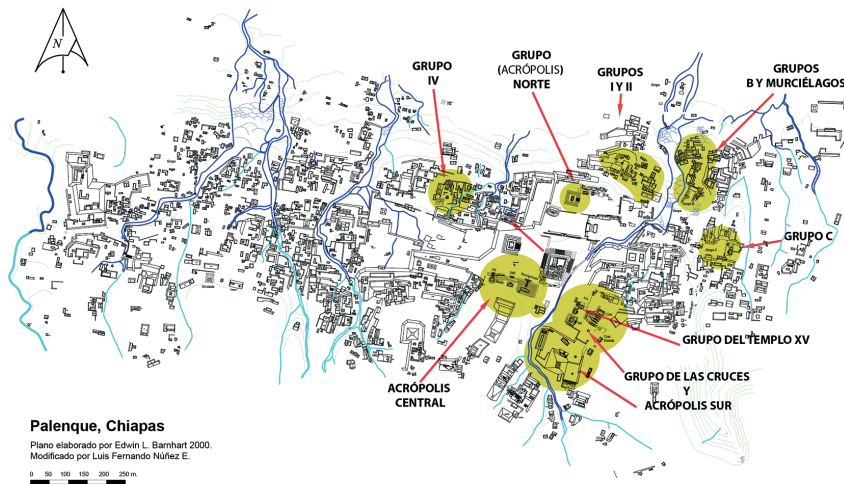 N
GRUPO
IV
GRUPO
(ACRÓPOLIS)
NORTE
GRUPOS
I Y II
GRUPOS
B Y MURCIÉLAGOS
GRUPO C
GRUPO DEL TEMPLO XV
GRUPO DE LAS CRUCES
Y
ACRÓPOLIS SUR
ACRÓPOLIS
CENTRAL
Palenque, Chiapas
Plano elaborado por Edwin L. Barnhart 2000.
Modificado por Luis Fernando Núñez E.
0 50 100 150 200 250 m.